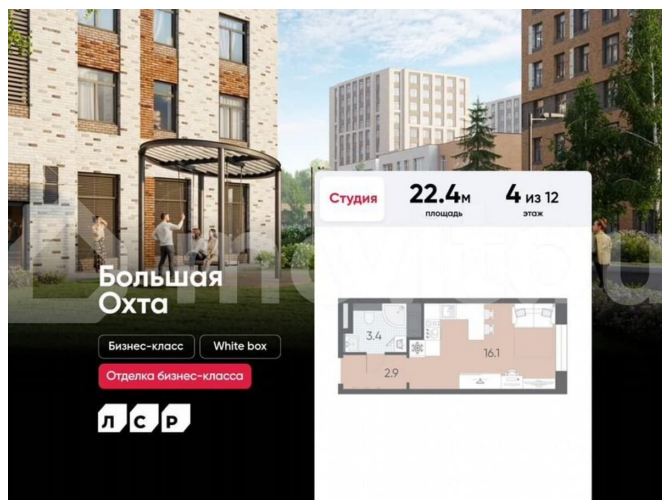 Студия
22.4м
площадь
4 из 12
этаж
Большая
Охта
Бизнес-класс
White box
Отделка бизнес-класса
ЛСР
3.4
16.1
2.9